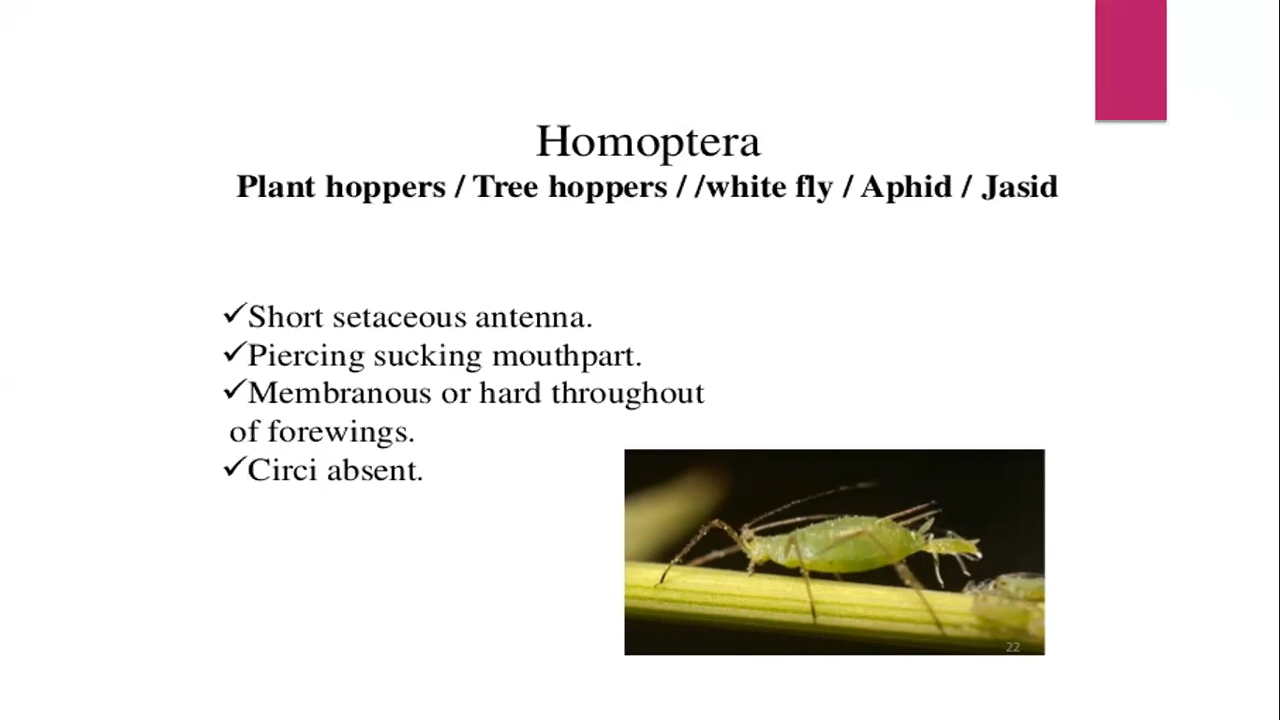 Homoptera
Plant hoppers / Tree hoppers / /white fly / Aphid / Jasid
✓Short setaceous antenna.
✓Piercing sucking mouthpart.
✓Membranous or hard throughout
of forewings.
✓Circi absent.
22